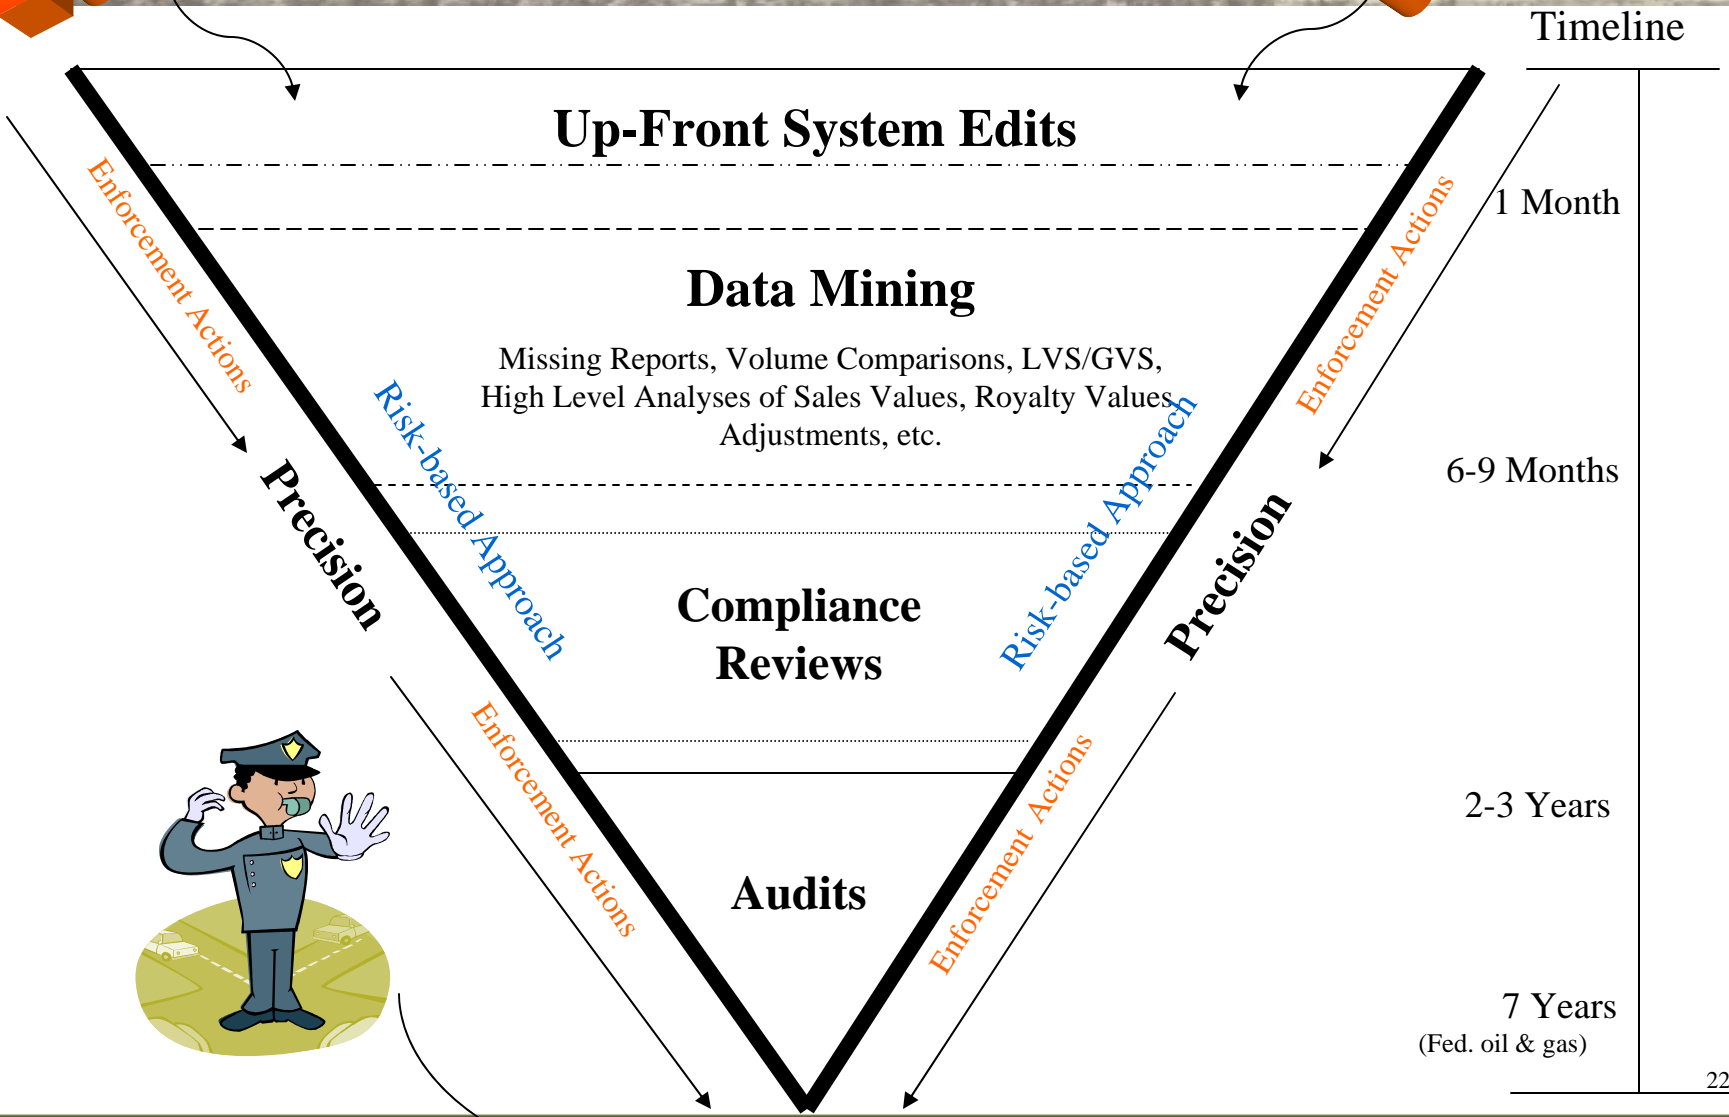 Timeline
Up-Front System Edits
Enforcement Actions
Enforcement Actions
1 Month
Data Mining
Missing Reports, Volume Comparisons, LVS/GVS,
High Level Analyses of Sales Values, Royalty Values,
Adjustments, etc.
Risk-based Approach
Risk-based Approach
6-9 Months
Precision
Precision
Compliance
Reviews
Enforcement Actions
Enforcement Actions
2-3 Years
Audits
7 Years
(Fed. oil & gas)
22